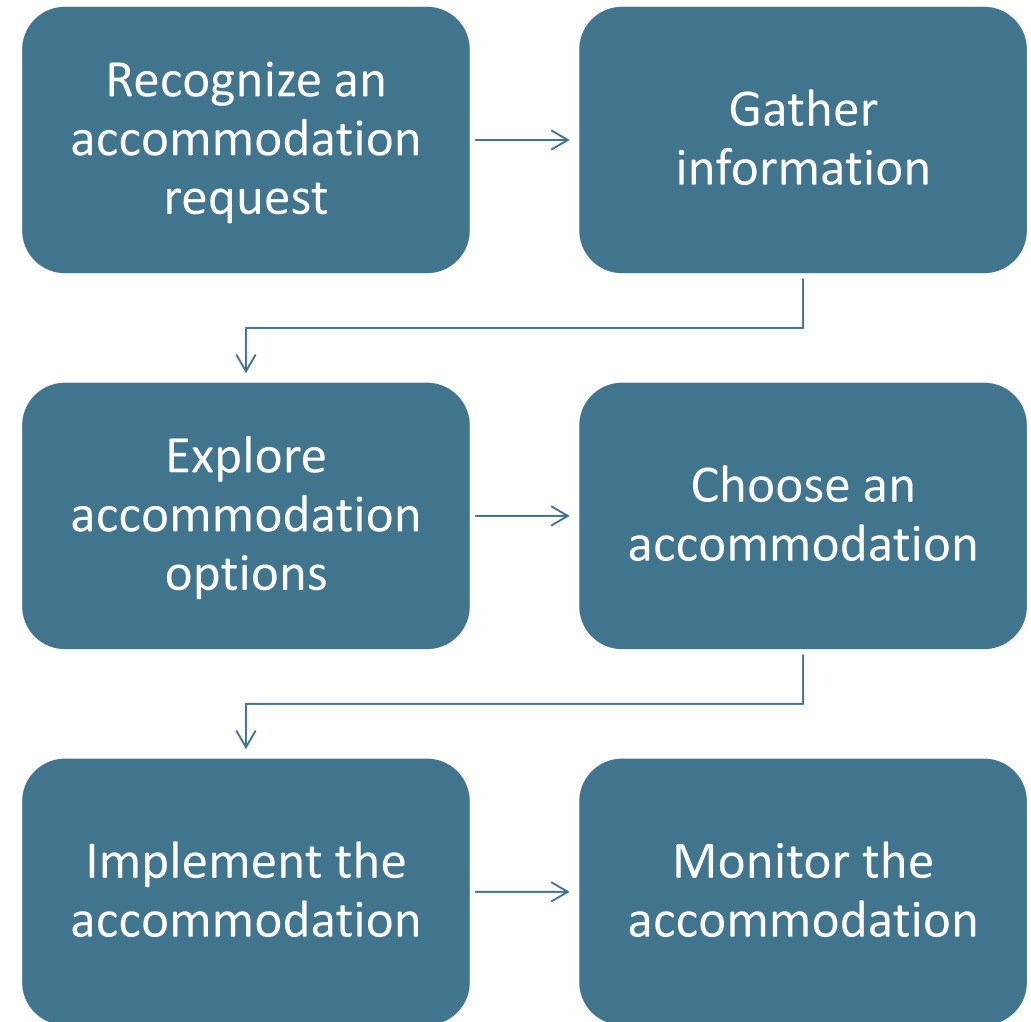 Recognize an
accommodation
request
Gather
information
Explore
accommodation
options
Choose an
accommodation
Implement the
accommodation
Monitor the
accommodation